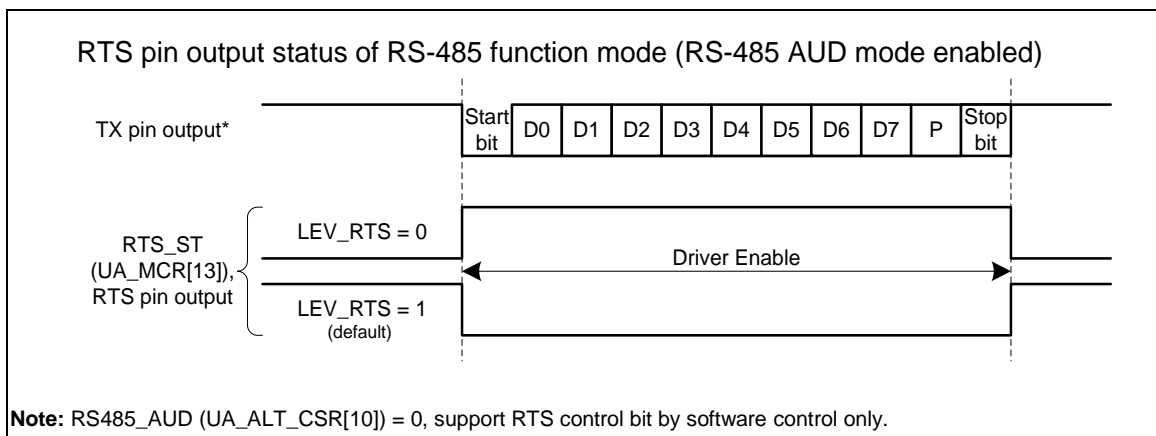 RTS pin output status of RS-485 function mode (RS-485 AUD mode enabled)
TX pin output*
Start bit
D0
D1
D2
D3
D4
D5
D6
D7
P
Stop bit
RTS_ST
(UA_MCR[13]),
RTS pin output
LEV_RTS = 0
Driver Enable
LEV_RTS = 1
(default)
Note: RS485_AUD (UA_ALT_CSR[10]) = 0, support RTS control bit by software control only.